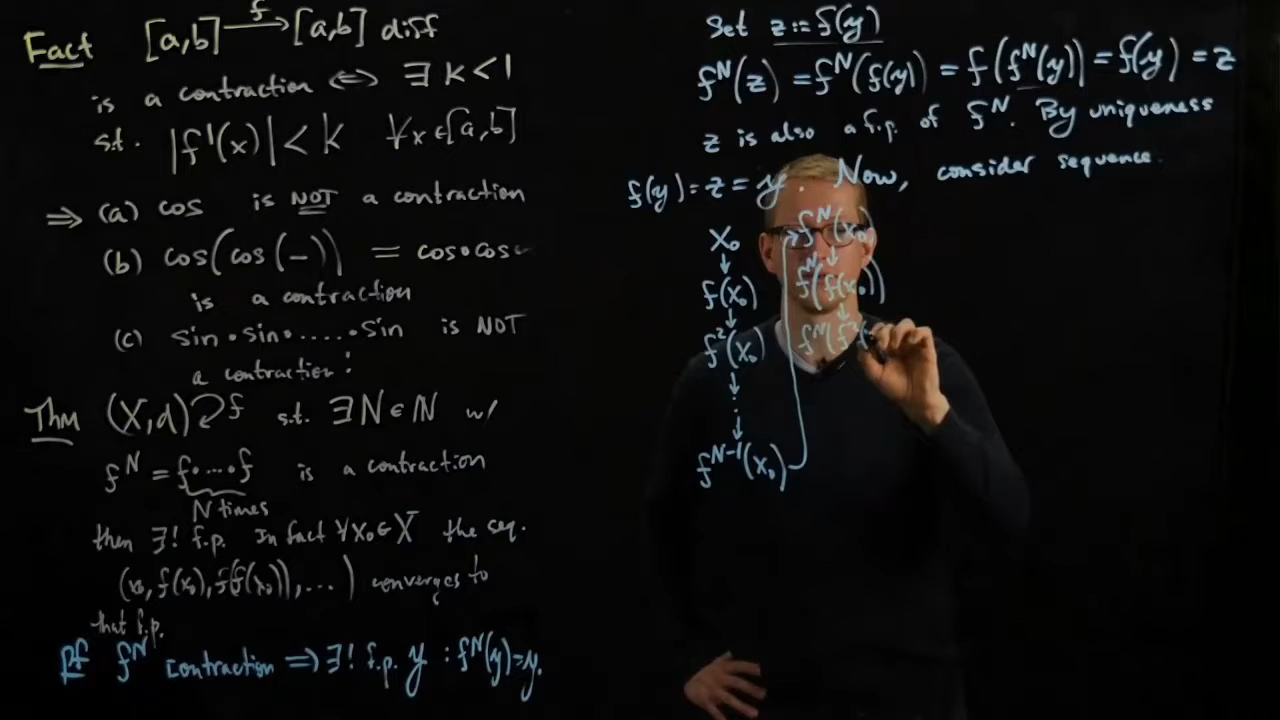 Fact [a,b] —f→ [a,b] diff
is a contraction ⇔ ∃ k<1
s.t. |f'(x)| < k ∀x∈[a,b]
⇒ (a) cos is NOT a contraction
(b) cos(cos(-)) = cos∘cos
is a contraction
(c) sin∘sin∘....∘sin is NOT
a contraction!
Thm (X,d)⟲f s.t. ∃N∈ℕ w/
f^N = f∘...∘f is a contraction
N times
then ∃! f.p. In fact ∀x₀∈X the seq.
(x₀, f(x₀), f(f(x₀)),...) converges to
that f.p.
Pf f^N contraction ⇒ ∃! f.p. y : f^N(y)=y.
Set z := f(y)
f^N(z) = f^N(f(y)) = f(f^N(y)) = f(y) = z
z is also a f.p. of f^N. By uniqueness
f(y) = z = y. Now, consider sequence.
x₀
↓
f(x₀)
↓
f²(x₀)
↓
⋮
↓
f^{N-1}(x₀)
→ f^N(x₀)
↓
f^N(f(x₀))
↓
f^N(f²(